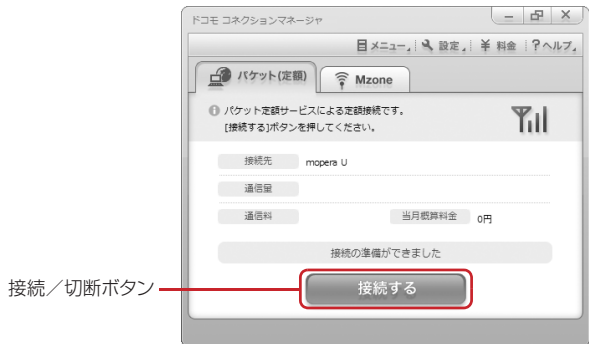 ドコモ コネクションマネージャ
メニュー 設定 ¥ 料金 ? ヘルプ
パケット(定額) Mzone
パケット定額サービスによる定額接続です。
[接続する]ボタンを押してください。
接続先 mopera U
通信量
通信料 当月概算料金 0円
接続の準備ができました
接続/切断ボタン 接続する